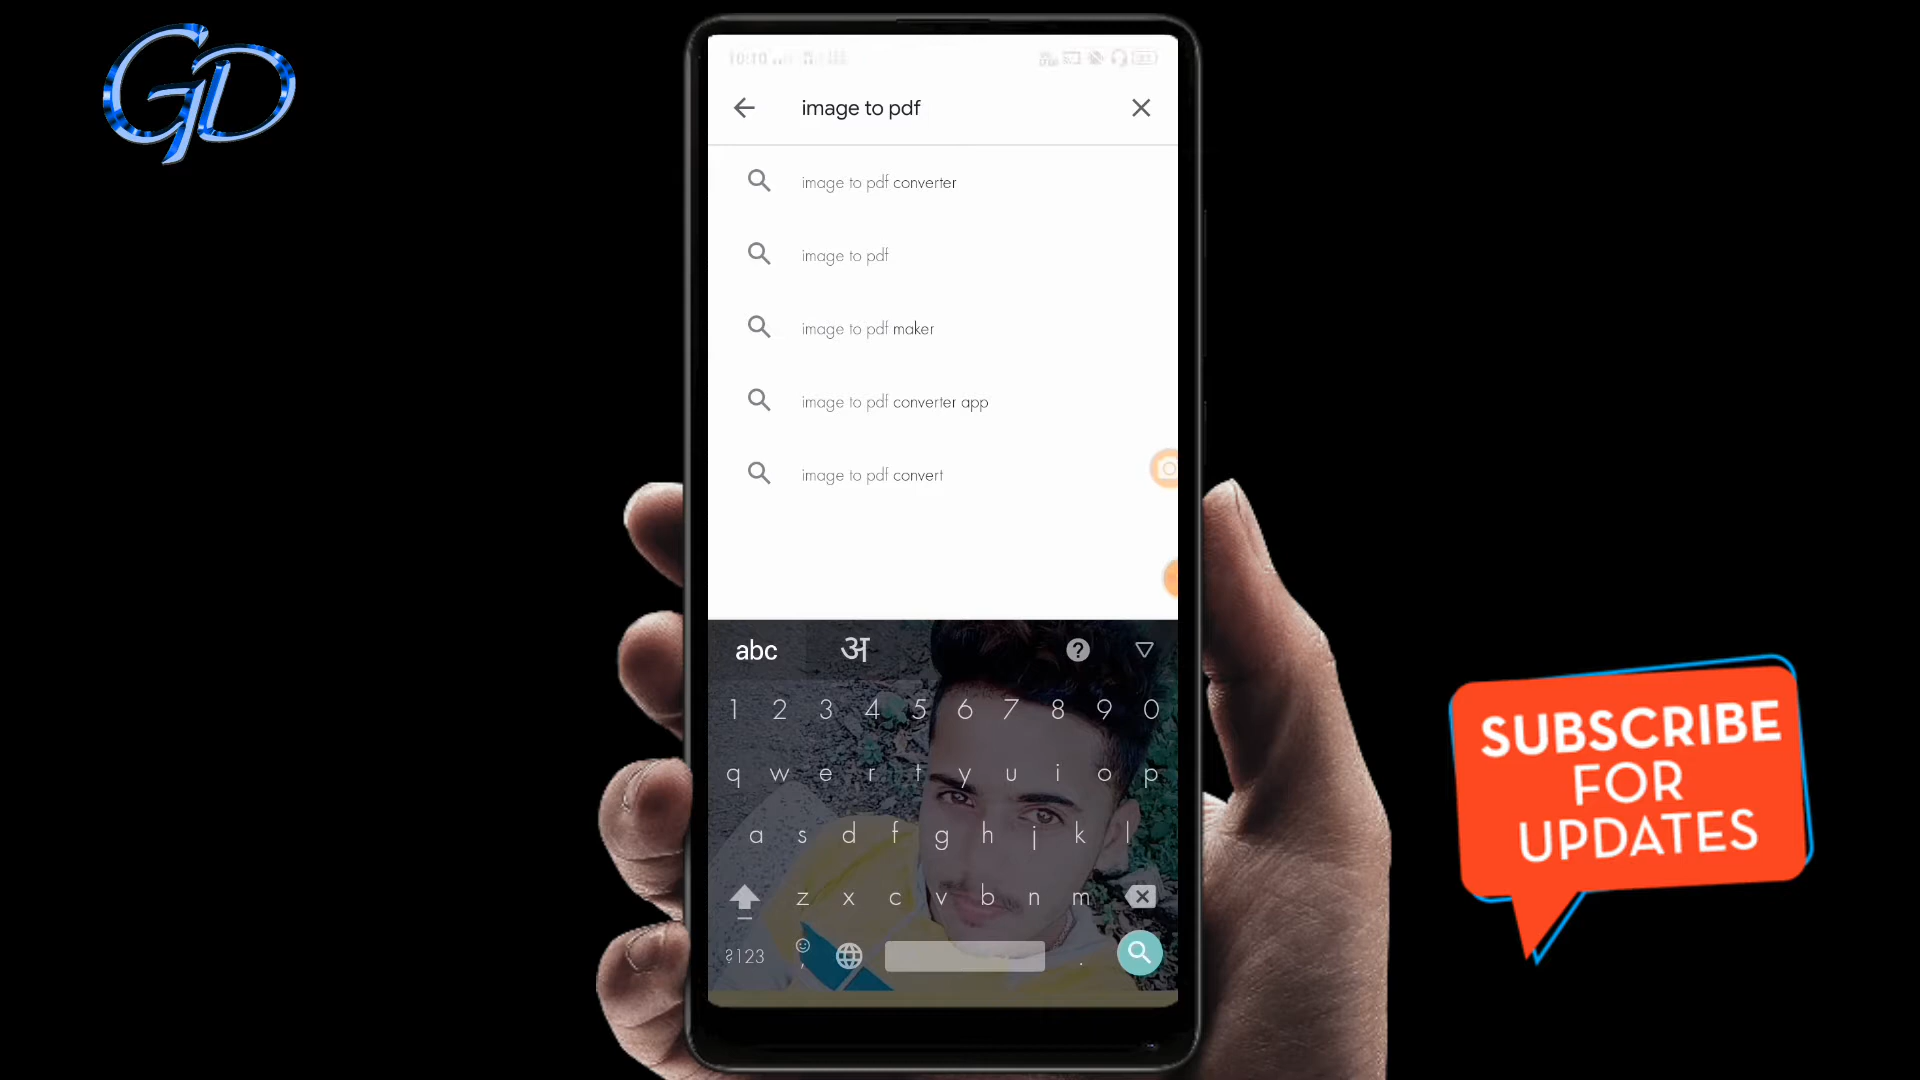 GD
10:10
image to pdf
image to pdf converter
image to pdf
image to pdf maker
image to pdf converter app
image to pdf convert
abc अ ?
1 2 3 4 5 6 7 8 9 0
q w e r t y u i o p
a s d f g h j k l
z x c v b n m
?123 , .
SUBSCRIBE
FOR
UPDATES